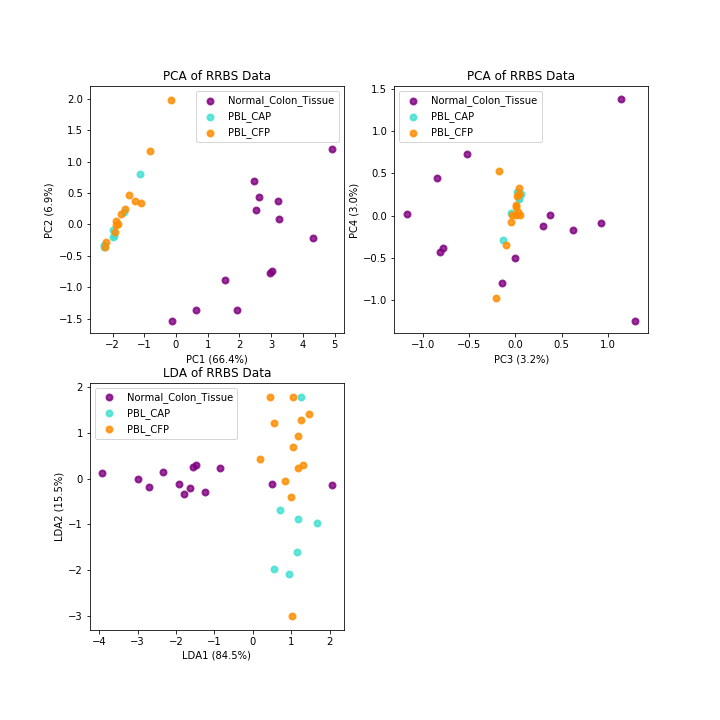 PCA of RRBS Data
2.0
1.5
1.0
0.5
0.0
−0.5
−1.0
−1.5
PC2 (6.9%)
Normal_Colon_Tissue
PBL_CAP
PBL_CFP
−2
−1
0
1
2
3
4
5
PC1 (66.4%)
PCA of RRBS Data
1.5
1.0
0.5
0.0
−0.5
−1.0
PC4 (3.0%)
Normal_Colon_Tissue
PBL_CAP
PBL_CFP
−1.0
−0.5
0.0
0.5
1.0
PC3 (3.2%)
LDA of RRBS Data
2
1
0
−1
−2
−3
LDA2 (15.5%)
Normal_Colon_Tissue
PBL_CAP
PBL_CFP
−4
−3
−2
−1
0
1
2
LDA1 (84.5%)